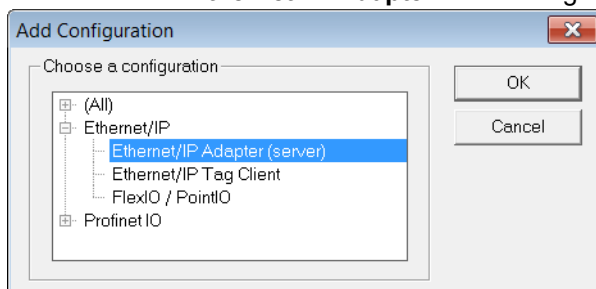 Add Configuration
Choose a configuration
OK
(All)
Ethernet/IP
Cancel
Ethernet/IP Adapter (server)
Ethernet/IP Tag Client
FlexIO / PointIO
Profinet IO